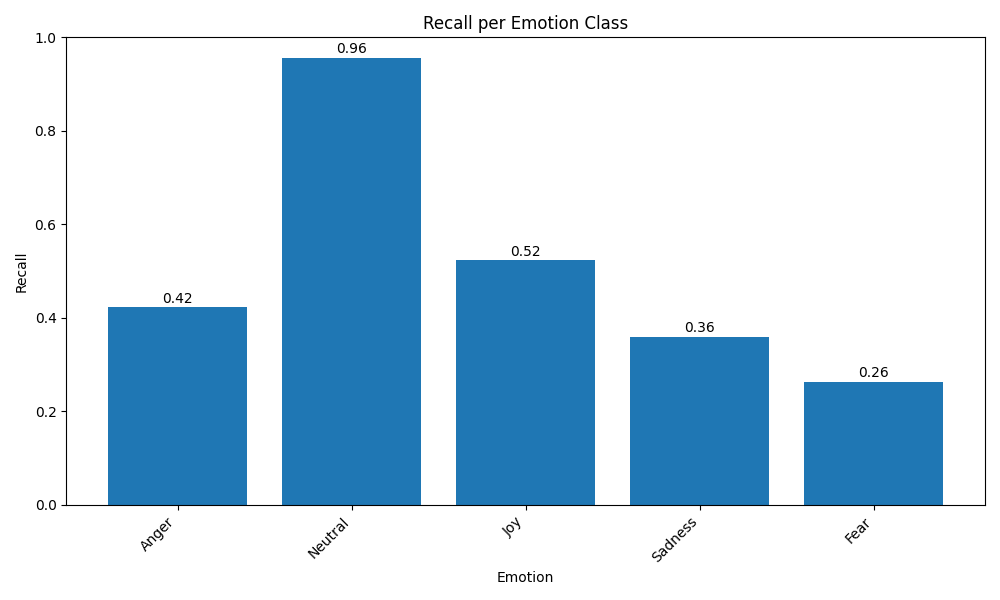 Recall per Emotion Class
1.0
0.8
0.6
0.4
0.2
0.0
Recall
0.42
0.96
0.52
0.36
0.26
Anger
Neutral
Joy
Sadness
Fear
Emotion